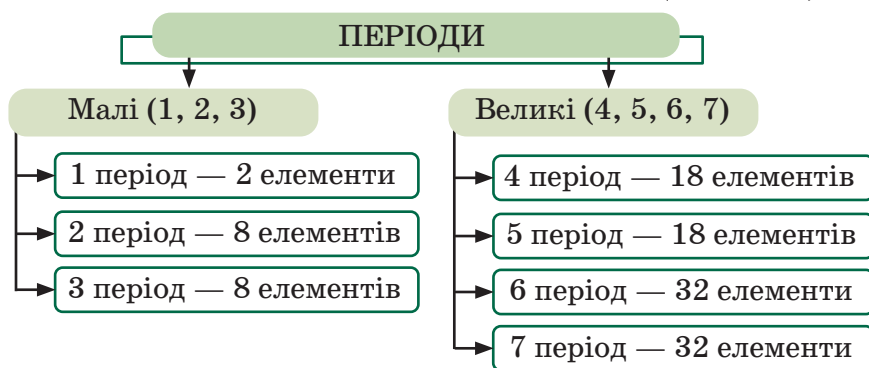 ПЕРІОДИ
Малі (1, 2, 3)
1 період — 2 елементи
2 період — 8 елементів
3 період — 8 елементів
Великі (4, 5, 6, 7)
4 період — 18 елементів
5 період — 18 елементів
6 період — 32 елементи
7 період — 32 елементи